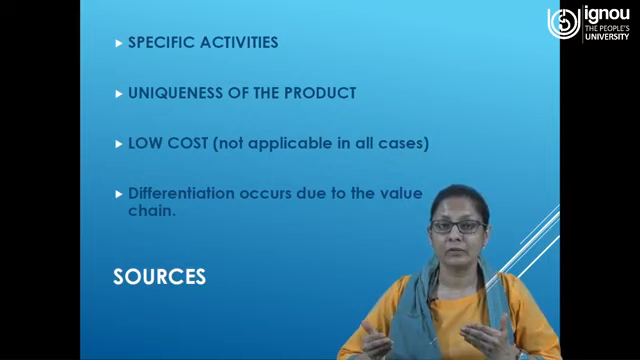 ignou
THE PEOPLE'S
UNIVERSITY
SPECIFIC ACTIVITIES
UNIQUENESS OF THE PRODUCT
LOW COST (not applicable in all cases)
Differentiation occurs due to the value
chain.
SOURCES